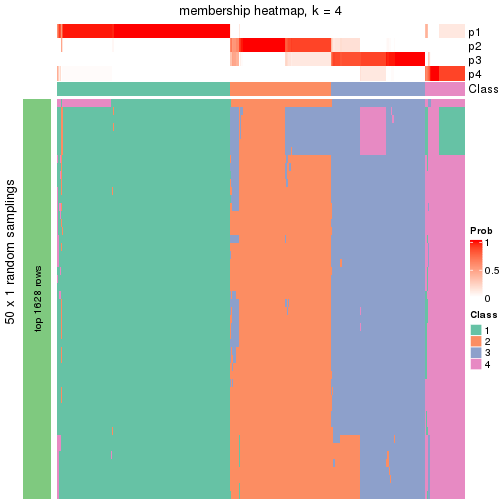 membership heatmap, k = 4
p1
p2
p3
p4
Class
50 x 1 random samplings
top 1628 rows
Prob
1
0.5
0
Class
1
2
3
4